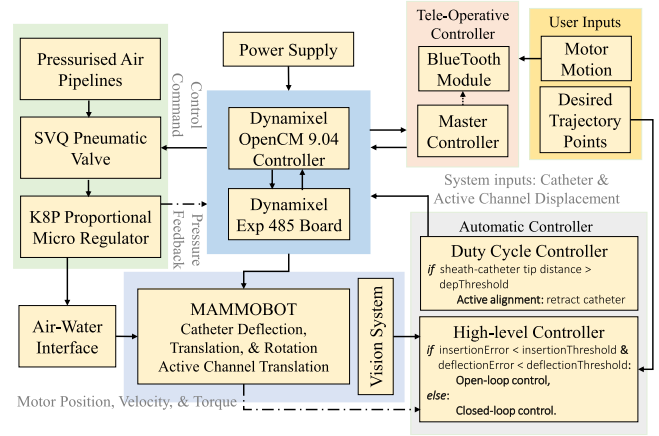 Pressurised Air
Pipelines
SVQ Pneumatic
Valve
K8P Proportional
Micro Regulator
Air-Water
Interface
Control
Command
Pressure
Feedback
Power Supply
Dynamixel
OpenCM 9.04
Controller
Dynamixel
Exp 485 Board
MAMMOBOT
Catheter Deflection,
Translation, & Rotation
Active Channel Translation
Vision System
Motor Position, Velocity, & Torque
Tele-Operative
Controller
BlueTooth
Module
Master
Controller
User Inputs
Motor
Motion
Desired
Trajectory
Points
System inputs: Catheter &
Active Channel Displacement
Automatic Controller
Duty Cycle Controller
if sheath-catheter tip distance >
depThreshold
Active alignment: retract catheter
High-level Controller
if insertionError < insertionThreshold &
deflectionError < deflectionThreshold:
Open-loop control,
else:
Closed-loop control.